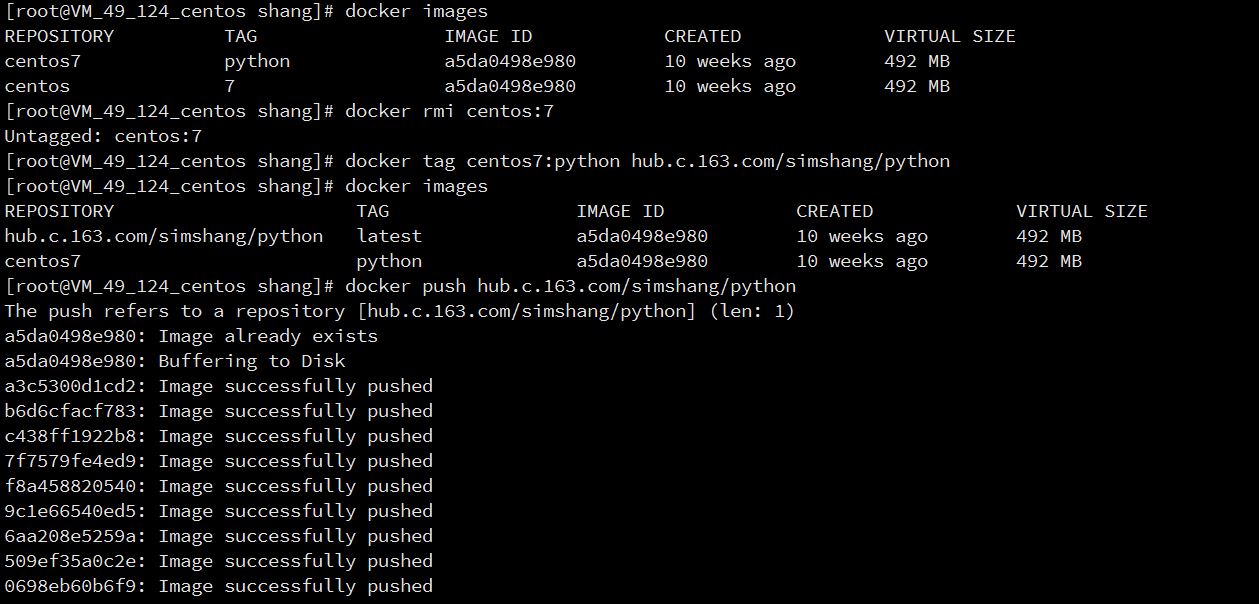 [root@VM_49_124_centos shang]# docker images
REPOSITORY TAG IMAGE ID CREATED VIRTUAL SIZE
centos7 python a5da0498e980 10 weeks ago 492 MB
centos 7 a5da0498e980 10 weeks ago 492 MB
[root@VM_49_124_centos shang]# docker rmi centos:7
Untagged: centos:7
[root@VM_49_124_centos shang]# docker tag centos7:python hub.c.163.com/simshang/python
[root@VM_49_124_centos shang]# docker images
REPOSITORY TAG IMAGE ID CREATED VIRTUAL SIZE
hub.c.163.com/simshang/python latest a5da0498e980 10 weeks ago 492 MB
centos7 python a5da0498e980 10 weeks ago 492 MB
[root@VM_49_124_centos shang]# docker push hub.c.163.com/simshang/python
The push refers to a repository [hub.c.163.com/simshang/python] (len: 1)
a5da0498e980: Image already exists
a5da0498e980: Buffering to Disk
a3c5300d1cd2: Image successfully pushed
b6d6cfacf783: Image successfully pushed
c438ff1922b8: Image successfully pushed
7f7579fe4ed9: Image successfully pushed
f8a458820540: Image successfully pushed
9c1e66540ed5: Image successfully pushed
6aa208e5259a: Image successfully pushed
509ef35a0c2e: Image successfully pushed
0698eb60b6f9: Image successfully pushed